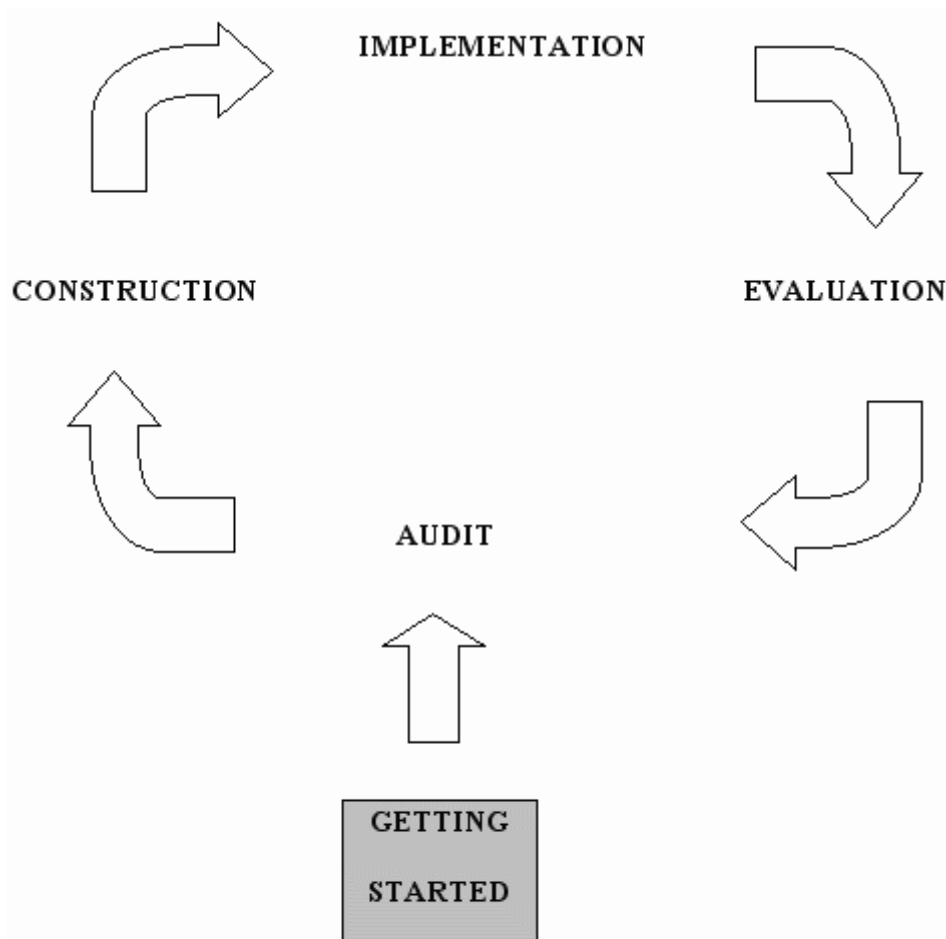 IMPLEMENTATION
CONSTRUCTION
EVALUATION
AUDIT
GETTING
STARTED